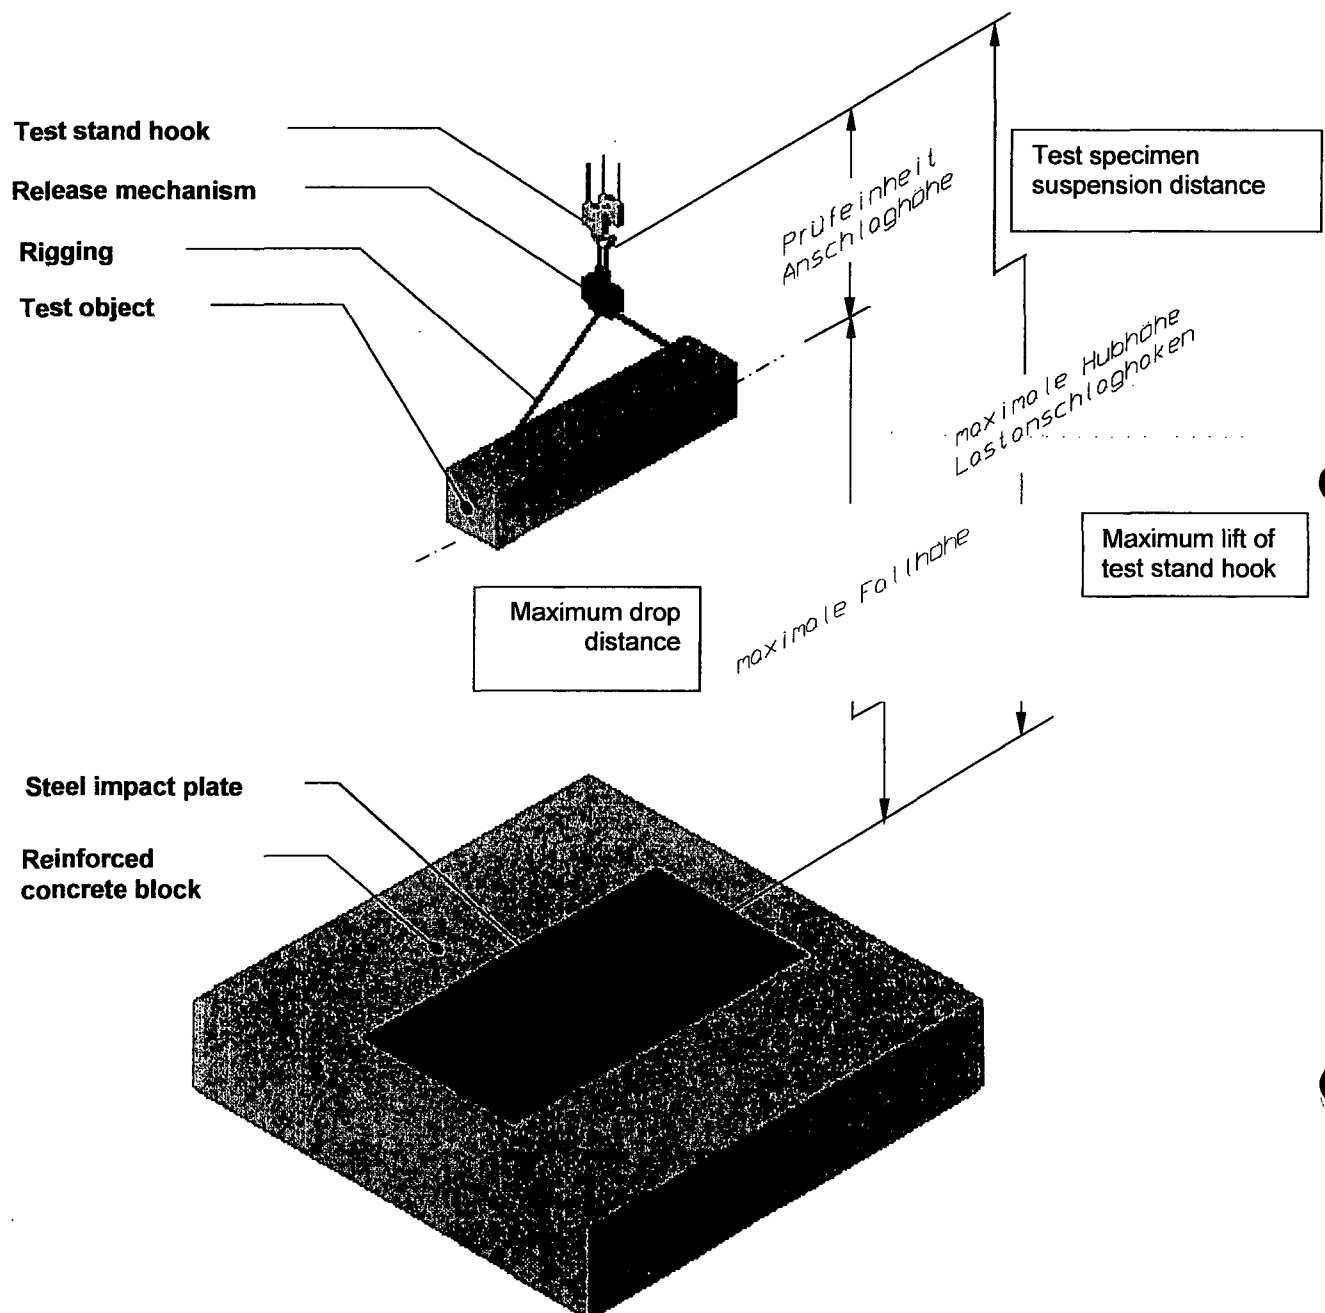 Test stand hook
Release mechanism
Rigging
Test object
Prüfeinheit
Anschlaghöhe
Test specimen
suspension distance
maximale Hubhöhe
Lastanschlaghaken
Maximum lift of
test stand hook
maximale Fallhöhe
Maximum drop
distance
Steel impact plate
Reinforced
concrete block